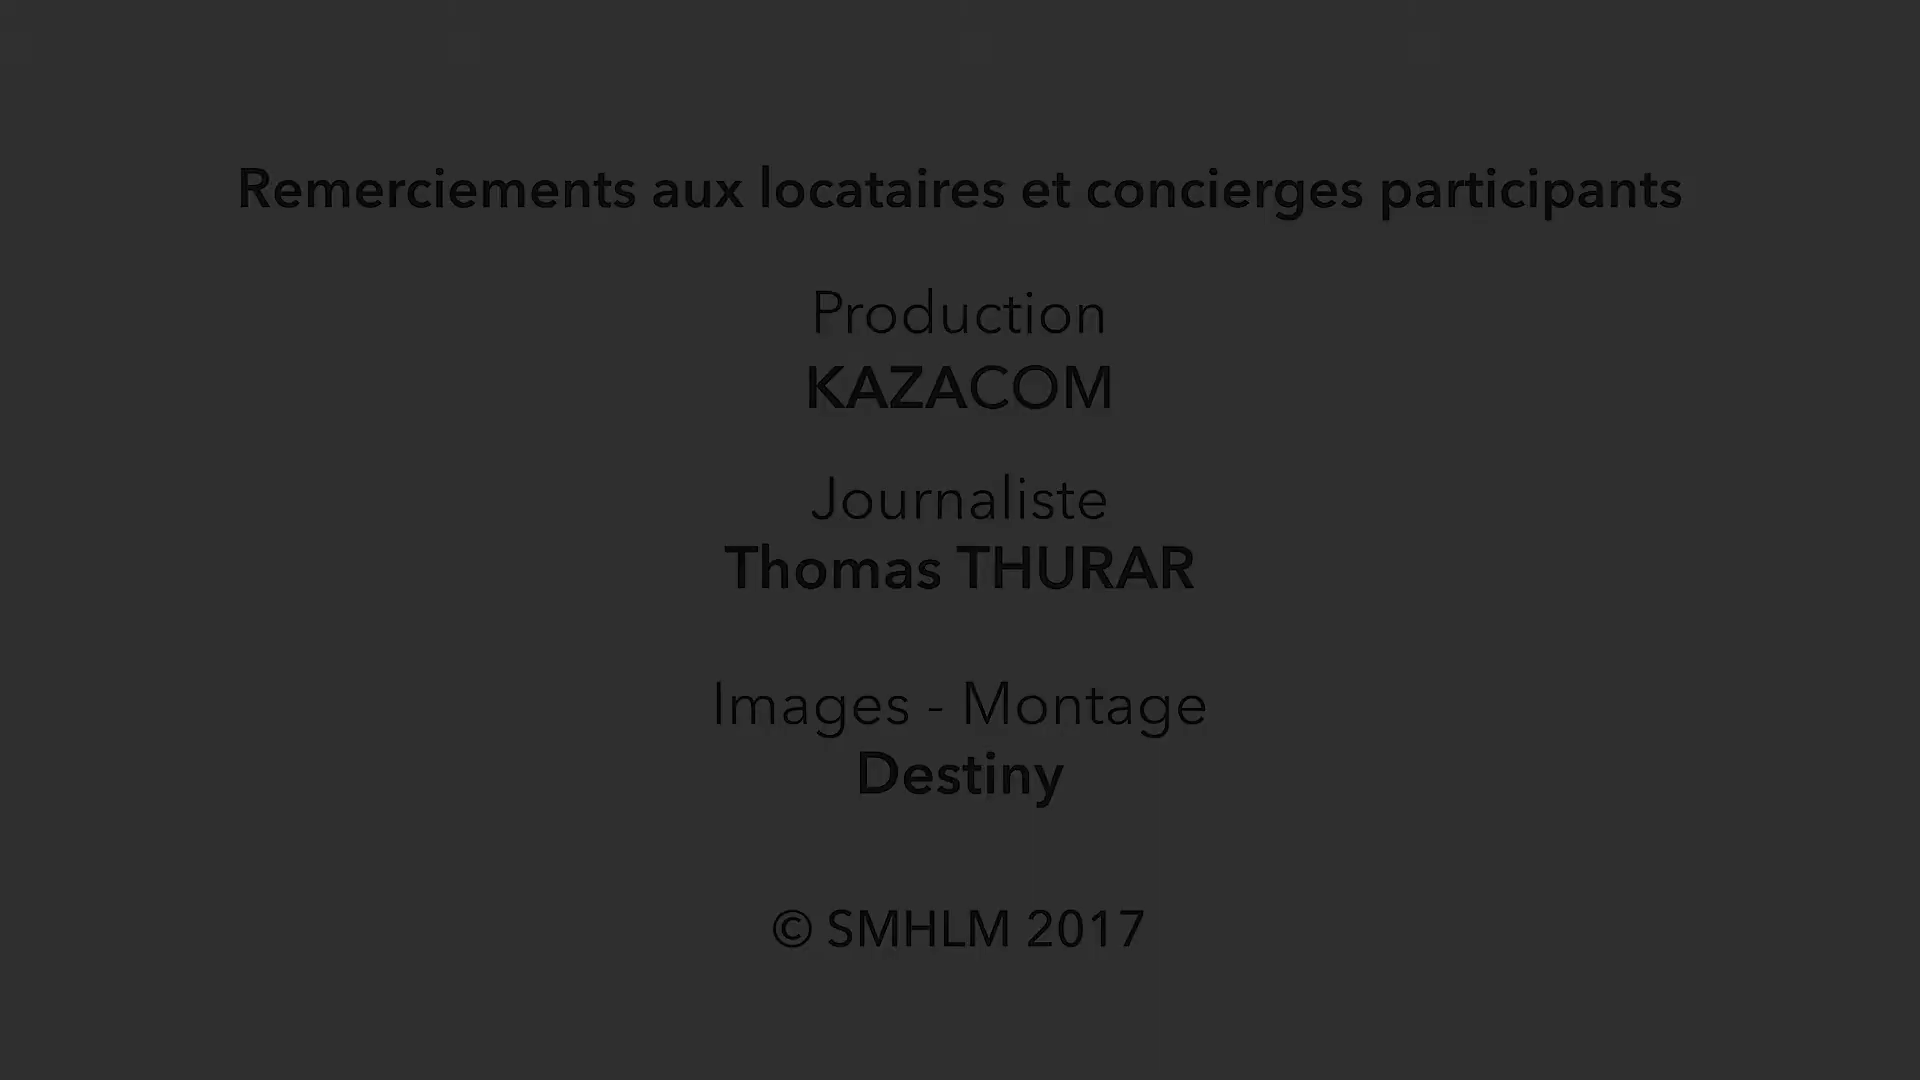 Remerciements aux locataires et concierges participants
Production
KAZACOM
Journaliste
Thomas THURAR
Images - Montage
Destiny
© SMHLM 2017